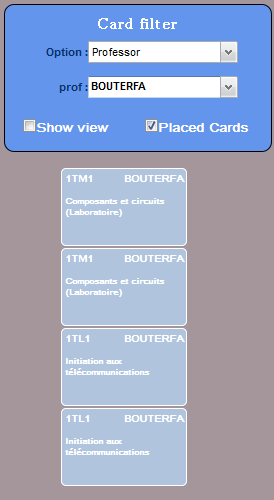 Card filter
Option : Professor
prof : BOUTERFA
Show view Placed Cards
1TM1 BOUTERFA
Composants et circuits
(Laboratoire)
1TM1 BOUTERFA
Composants et circuits
(Laboratoire)
1TL1 BOUTERFA
Initiation aux
télécommunications
1TL1 BOUTERFA
Initiation aux
télécommunications